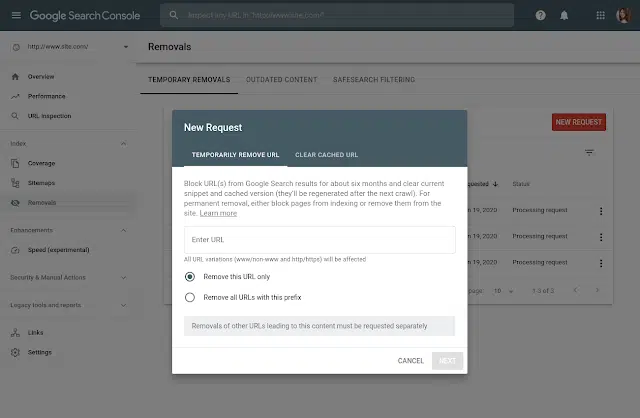 Google Search Console
Inspect any URL in "http://www.site.com/"
http://www.site.com/
Removals
Overview
Performance
URL Inspection
Index
Coverage
Sitemaps
Removals
Enhancements
Speed (experimental)
Security & Manual Actions
Legacy tools and reports
Links
Settings
TEMPORARY REMOVALS OUTDATED CONTENT SAFESEARCH FILTERING
NEW REQUEST
Requested Status
19, 2020 Processing request
19, 2020 Processing request
19, 2020 Processing request
page: 10 1-3 of 3
New Request
TEMPORARILY REMOVE URL CLEAR CACHED URL
Block URL(s) from Google Search results for about six months and clear current
snippet and cached version (they'll be regenerated after the next crawl). For
permanent removal, either block pages from indexing or remove them from the
site. Learn more
Enter URL
All URL variations (www/non-www and http/https) will be affected
Remove this URL only
Remove all URLs with this prefix
Removals of other URLs leading to this content must be requested separately
CANCEL NEXT